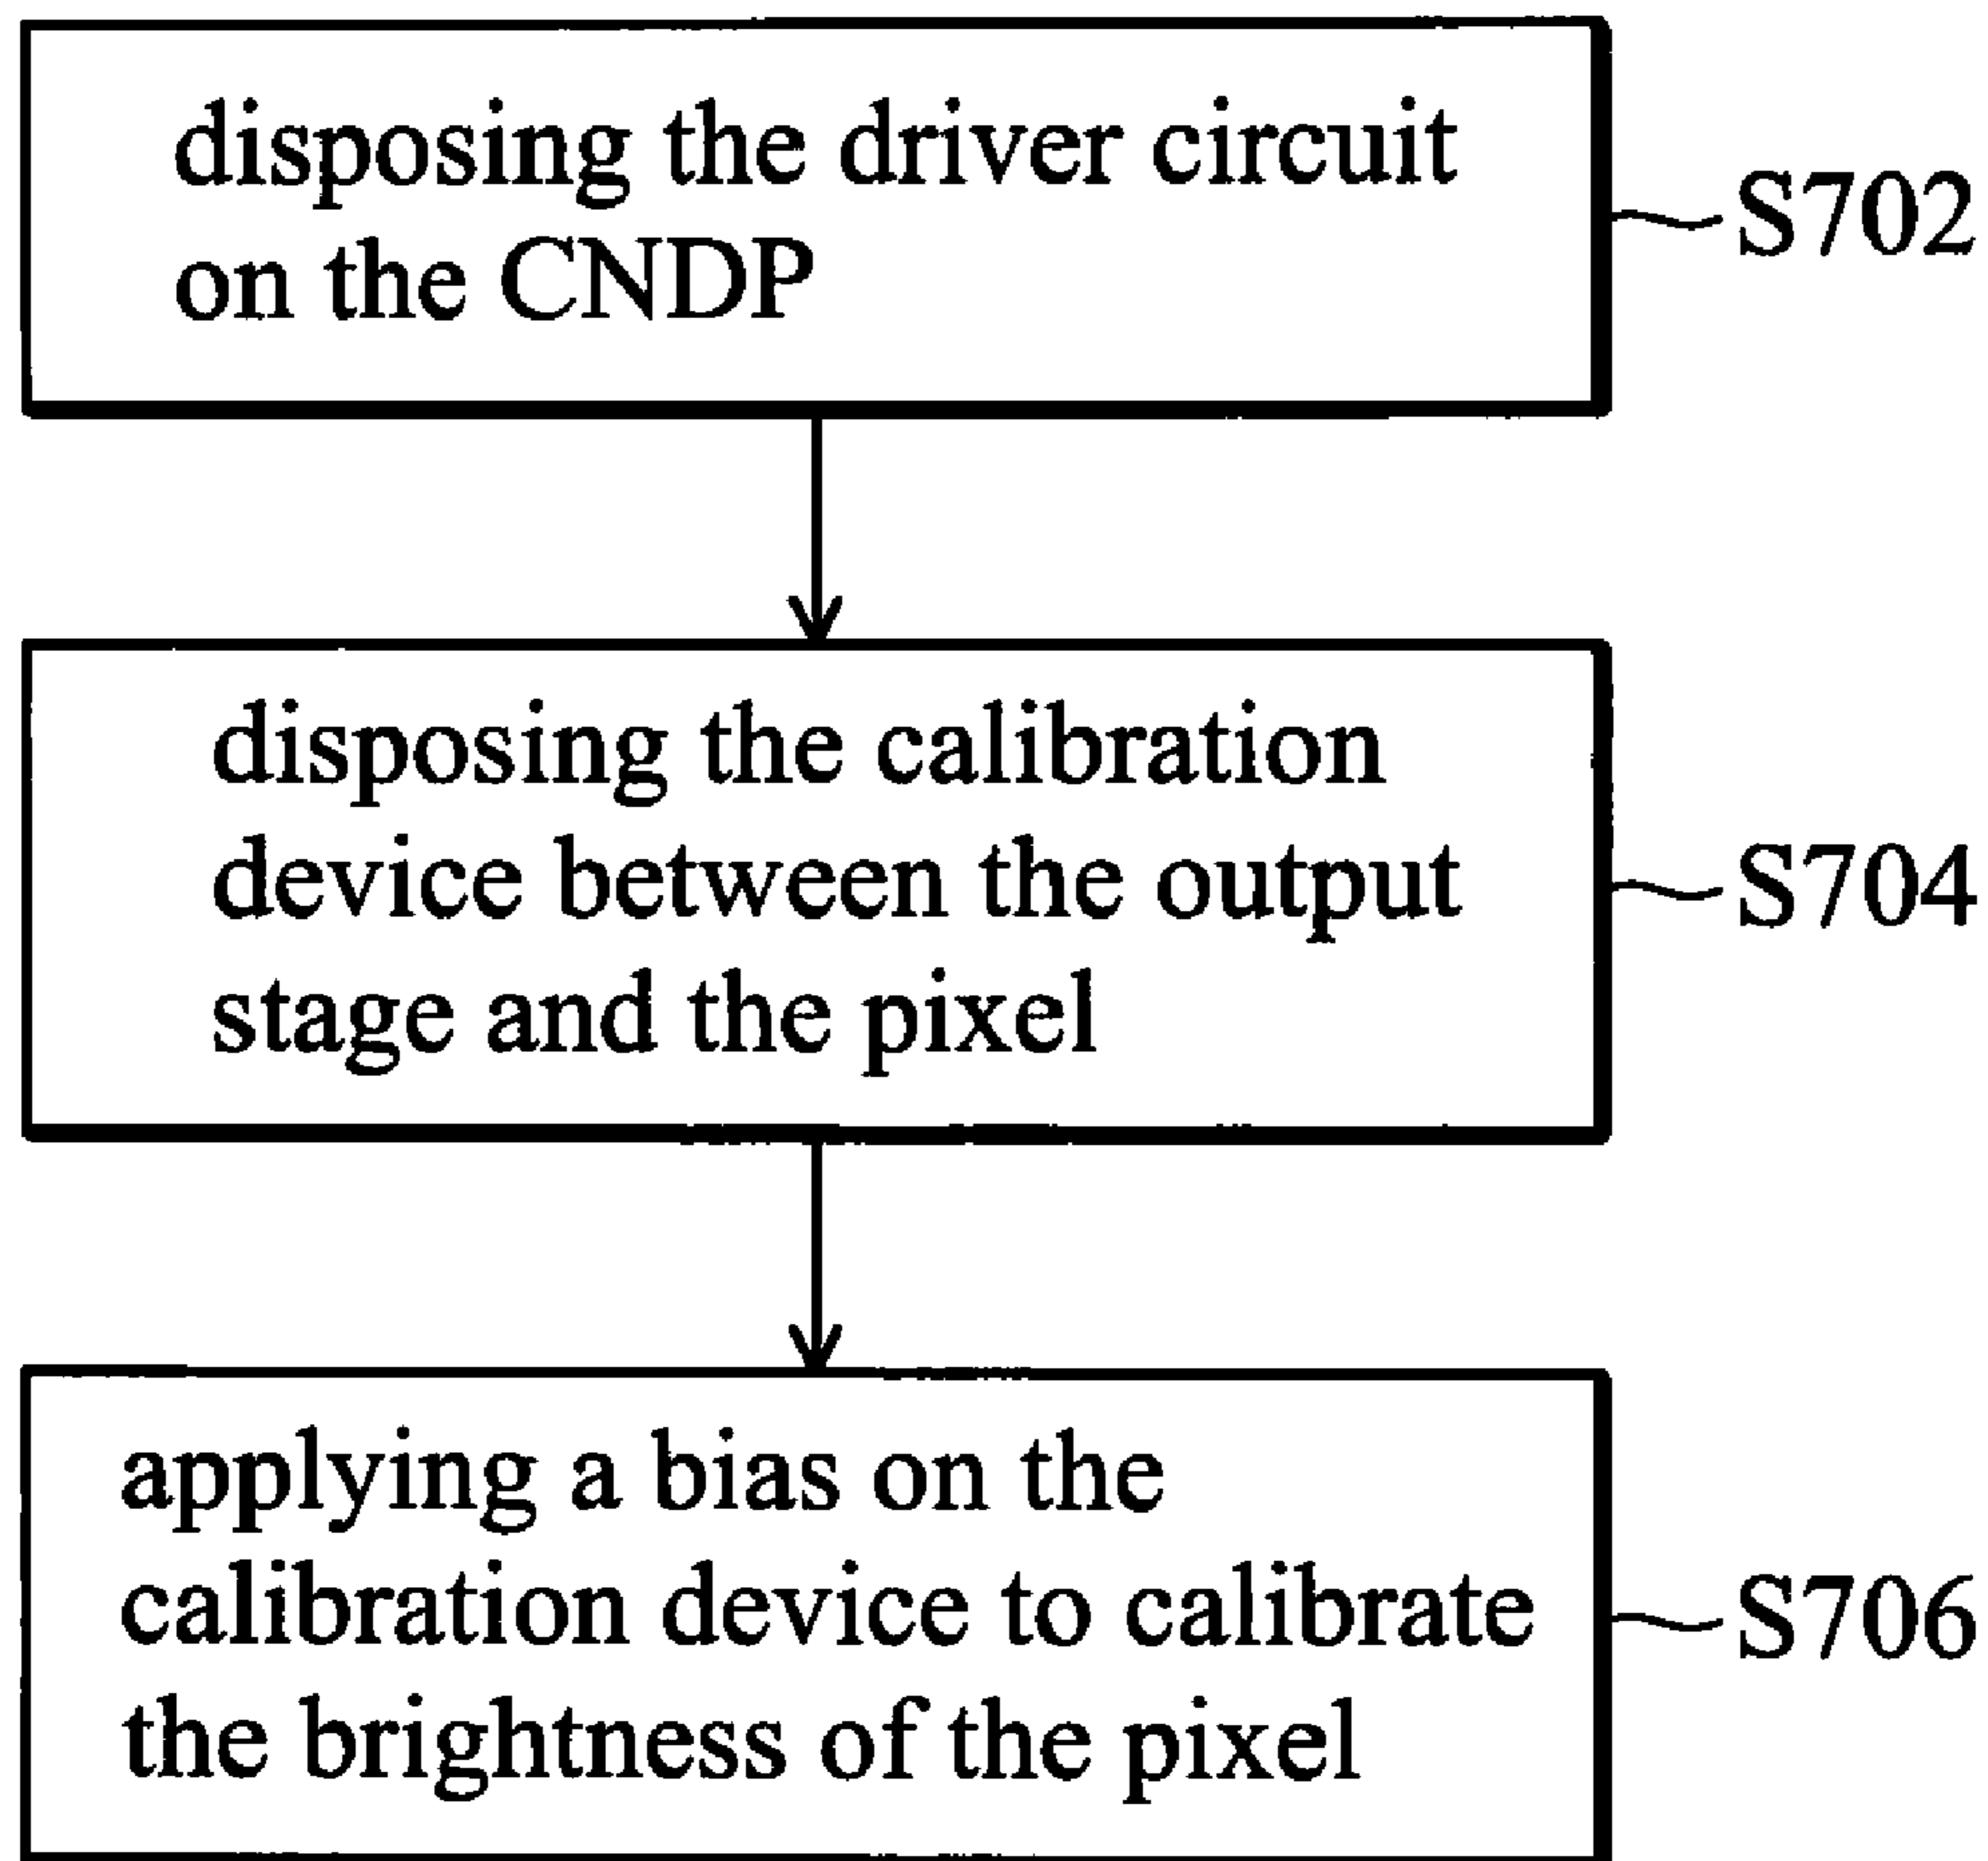 disposing the driver circuit
on the CNDP
S702
disposing the calibration
device between the output
stage and the pixel
S704
applying a bias on the
calibration device to calibrate
the brightness of the pixel
S706